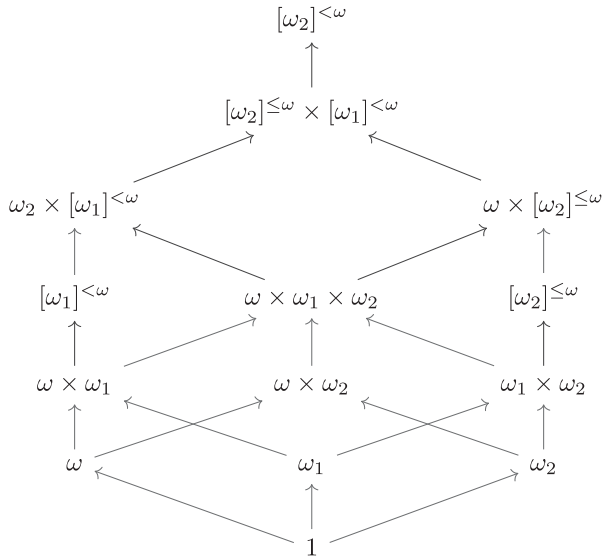 [ω₂]^{<ω}
[ω₂]^{≤ω} × [ω₁]^{<ω}
ω₂ × [ω₁]^{<ω} ω × [ω₂]^{≤ω}
[ω₁]^{<ω} ω × ω₁ × ω₂ [ω₂]^{≤ω}
ω × ω₁ ω × ω₂ ω₁ × ω₂
ω ω₁ ω₂
1